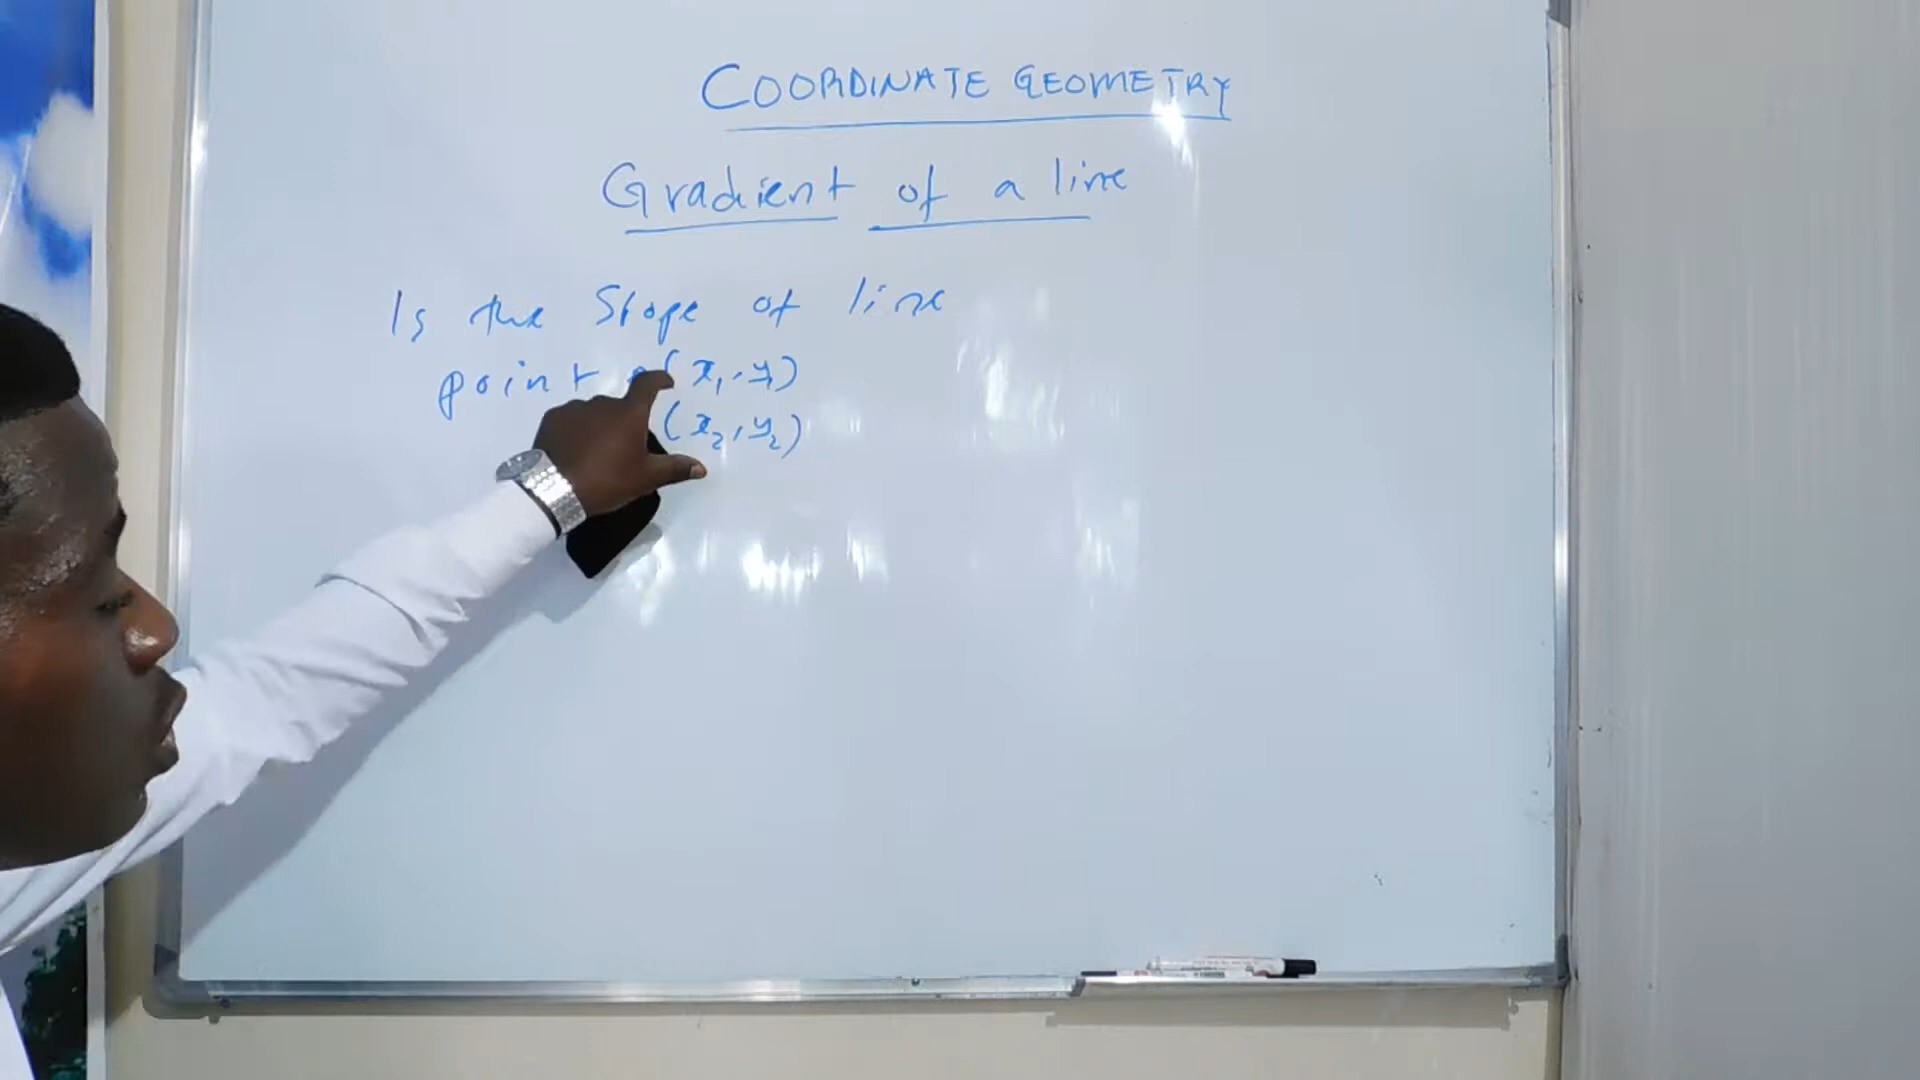 COORDINATE GEOMETRY
Gradient of a line
Is the Slope of line
point (x₁, y₁)
(x₂, y₂)